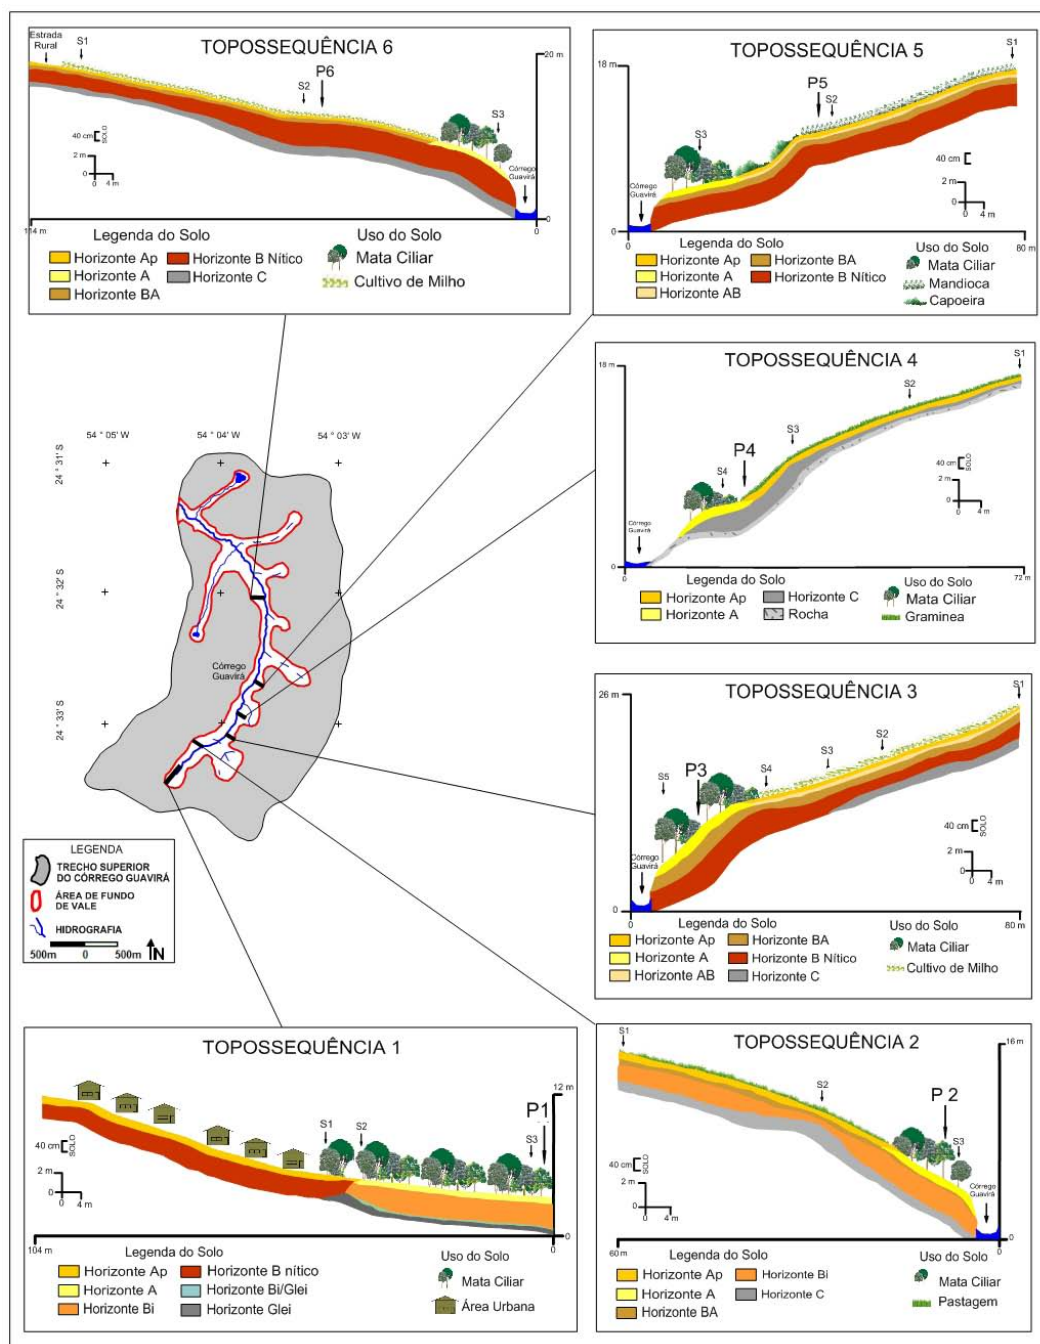 TOPOSSEQUÊNCIA 6
Estrada
Rural
S1
S2
P6
S3
20 m
40 cm
SOLO
2 m
0
0 4 m
Córrego
Guavirá
0
114 m
0
Legenda do Solo
Uso do Solo
Horizonte Ap
Horizonte B Nítico
Mata Ciliar
Horizonte A
Horizonte C
Cultivo de Milho
Horizonte BA
TOPOSSEQUÊNCIA 5
S1
18 m
P5
S2
S3
40 cm
2 m
0
0 4 m
Córrego
Guavirá
0
0
80 m
Legenda do Solo
Uso do Solo
Horizonte Ap
Horizonte BA
Mata Ciliar
Horizonte A
Horizonte B Nítico
Mandioca
Horizonte AB
Capoeira
TOPOSSEQUÊNCIA 4
S1
18 m
S2
S3
P4
S4
40 cm
SOLO
2 m
0
0 4 m
Córrego
Guavirá
0
0
72 m
Legenda do Solo
Uso do Solo
Horizonte Ap
Horizonte C
Mata Ciliar
Horizonte A
Rocha
Graminea
54 ° 05' W
54 ° 04' W
54 ° 03' W
24 ° 31' S
24 ° 32' S
24 ° 33' S
Córrego
Guavirá
TOPOSSEQUÊNCIA 3
S1
26 m
S2
S3
S4
P3
S5
40 cm
SOLO
2 m
0
0 4 m
Córrego
Guavirá
0
0
80 m
Legenda do Solo
Uso do Solo
Horizonte Ap
Horizonte BA
Mata Ciliar
Horizonte A
Horizonte B Nítico
Cultivo de Milho
Horizonte AB
Horizonte C
LEGENDA
TRECHO SUPERIOR
DO CÓRREGO GUAVIRÁ
ÁREA DE FUNDO
DE VALE
HIDROGRAFIA
500m 0 500m
N
TOPOSSEQUÊNCIA 1
12 m
P1
S1
S2
S3
40 cm
SOLO
2 m
0
0 4 m
0
104 m
0
Legenda do Solo
Uso do Solo
Horizonte Ap
Horizonte B nítico
Mata Ciliar
Horizonte A
Horizonte Bi/Glei
Área Urbana
Horizonte Bi
Horizonte Glei
TOPOSSEQUÊNCIA 2
S1
16 m
S2
P 2
S3
40 cm
SOLO
2 m
0
0 4 m
Córrego
Guavirá
0
60 m
0
Legenda do Solo
Uso do Solo
Horizonte Ap
Horizonte Bi
Mata Ciliar
Horizonte A
Horizonte C
Pastagem
Horizonte BA